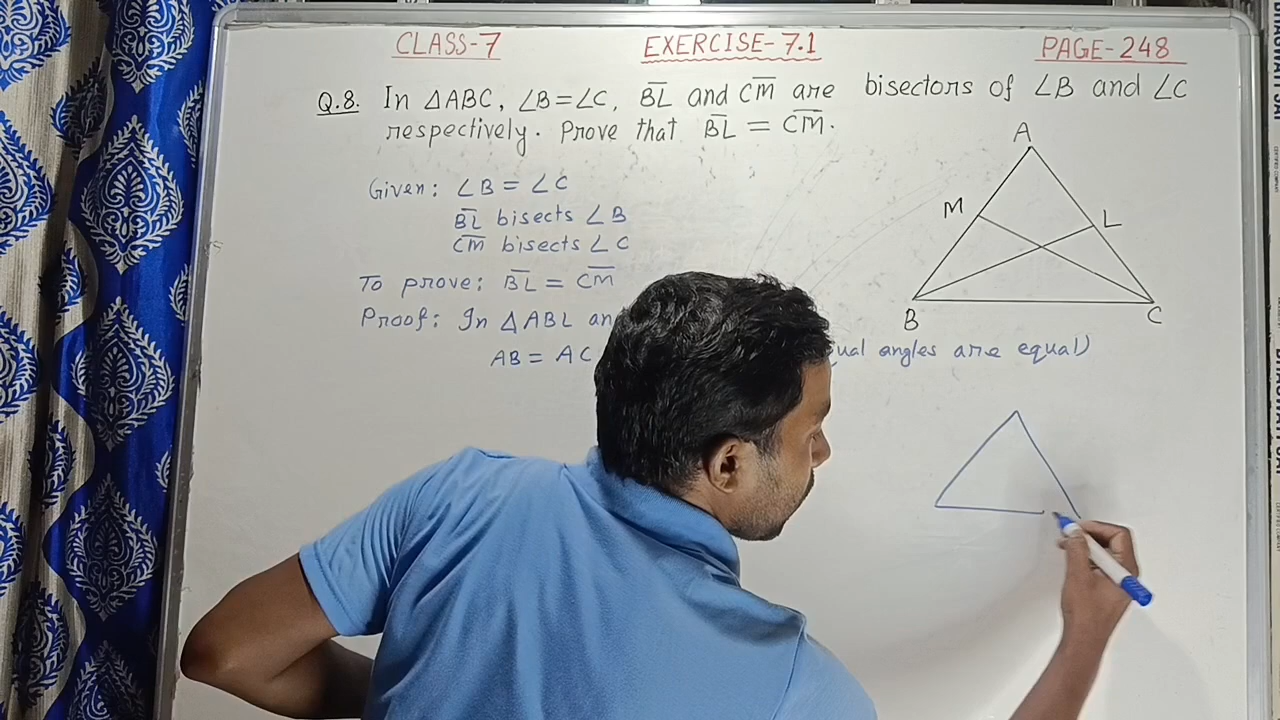 CLASS-7 EXERCISE-7.1 PAGE-248
Q.8. In △ABC, ∠B=∠C, B̅L̅ and C̅M̅ are bisectors of ∠B and ∠C
respectively. Prove that B̅L̅ = C̅M̅.
A
M
L
B
C
Given: ∠B = ∠C
B̅L̅ bisects ∠B
C̅M̅ bisects ∠C
To prove: B̅L̅ = C̅M̅
Proof: In △ABL an
AB = AC angles are equal)